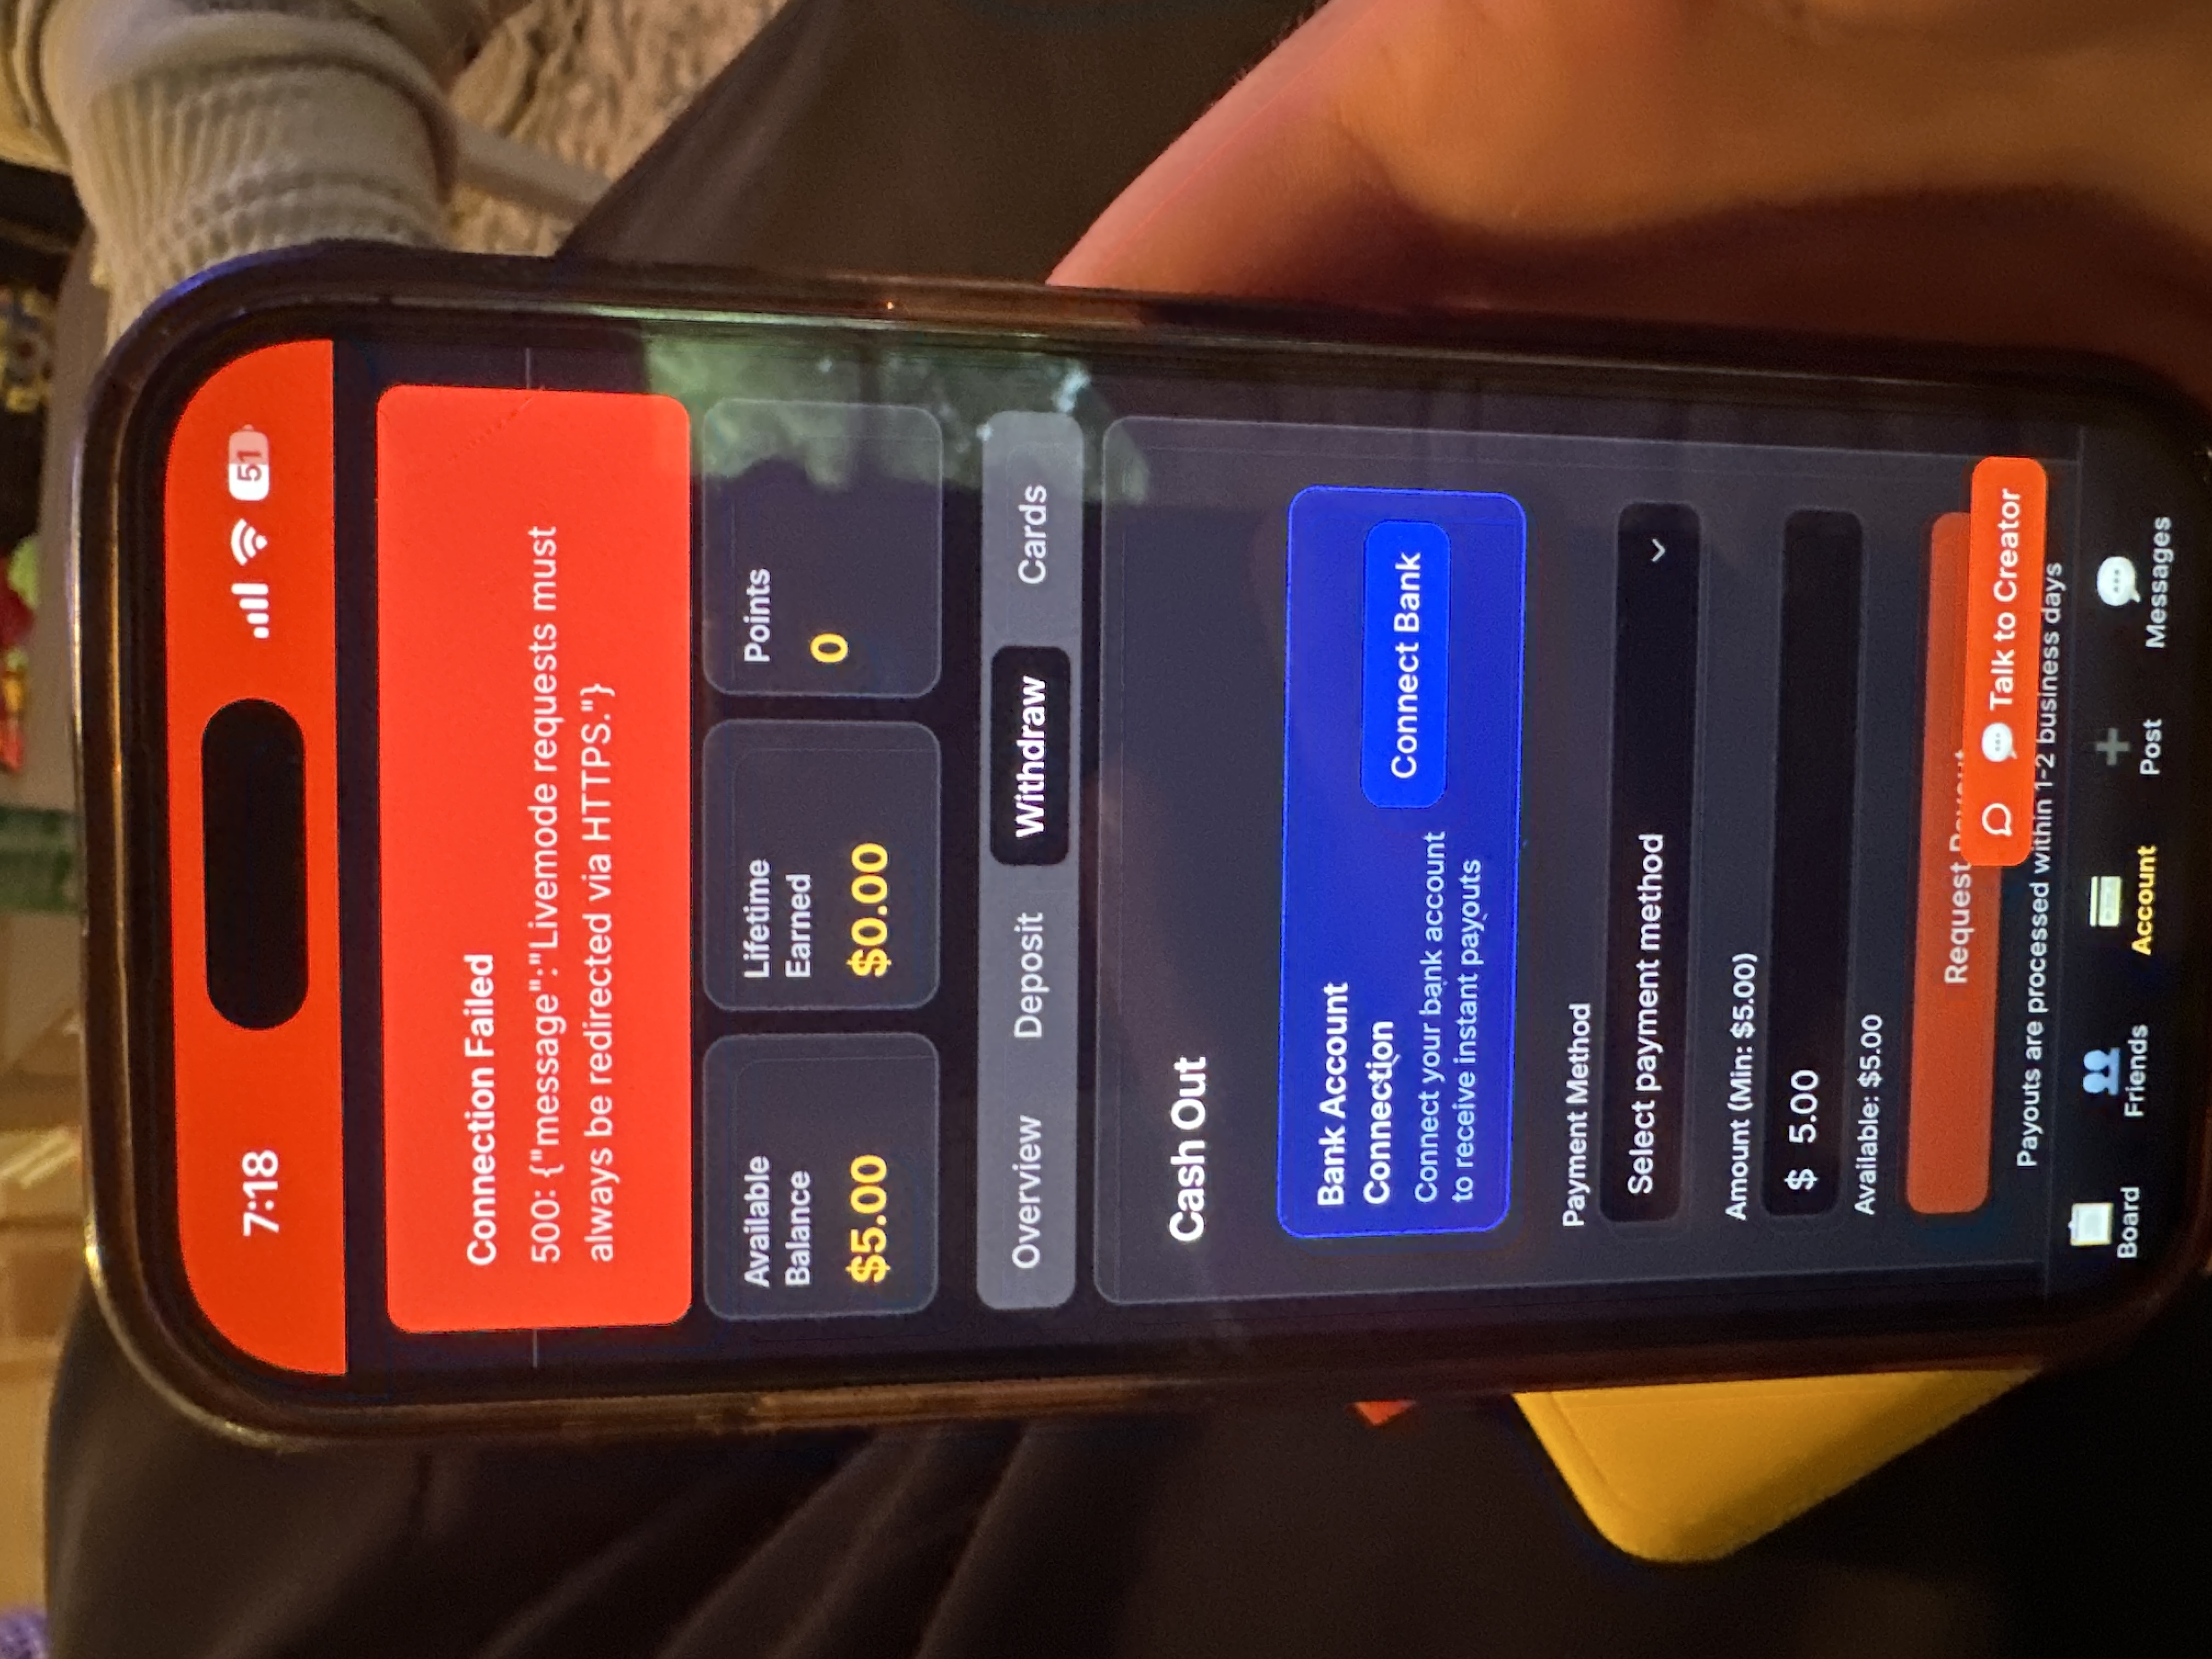 7:18
51
Connection Failed
500: {"message":"Livemode requests must
always be redirected via HTTPS."}
Available
Balance
$5.00
Lifetime
Earned
$0.00
Points
0
Overview Deposit Withdraw Cards
Cash Out
Bank Account
Connection
Connect your bank account
to receive instant payouts
Connect Bank
Payment Method
Select payment method
Amount (Min: $5.00)
$ 5.00
Available: $5.00
Request
Talk to Creator
Payouts are processed within 1-2 business days
Board Friends Account Post Messages